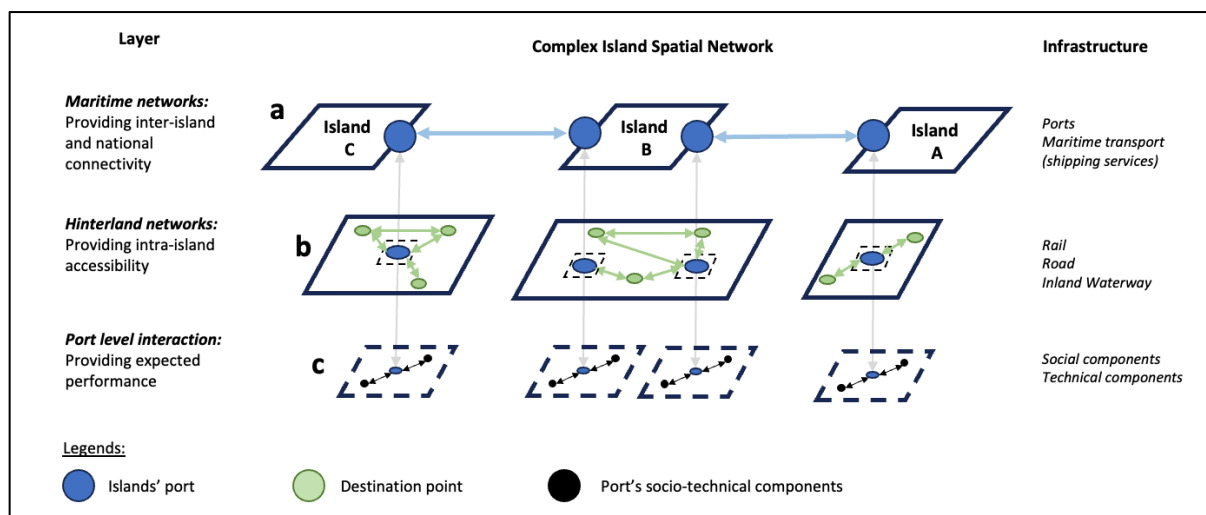 Layer
Complex Island Spatial Network
Infrastructure
Maritime networks:
Providing inter-island
and national
connectivity
a
Island
C
Island
B
Island
A
Ports
Maritime transport
(shipping services)
Hinterland networks:
Providing intra-island
accessibility
b
Rail
Road
Inland Waterway
Port level interaction:
Providing expected
performance
c
Social components
Technical components
Legends:
Islands' port
Destination point
Port's socio-technical components